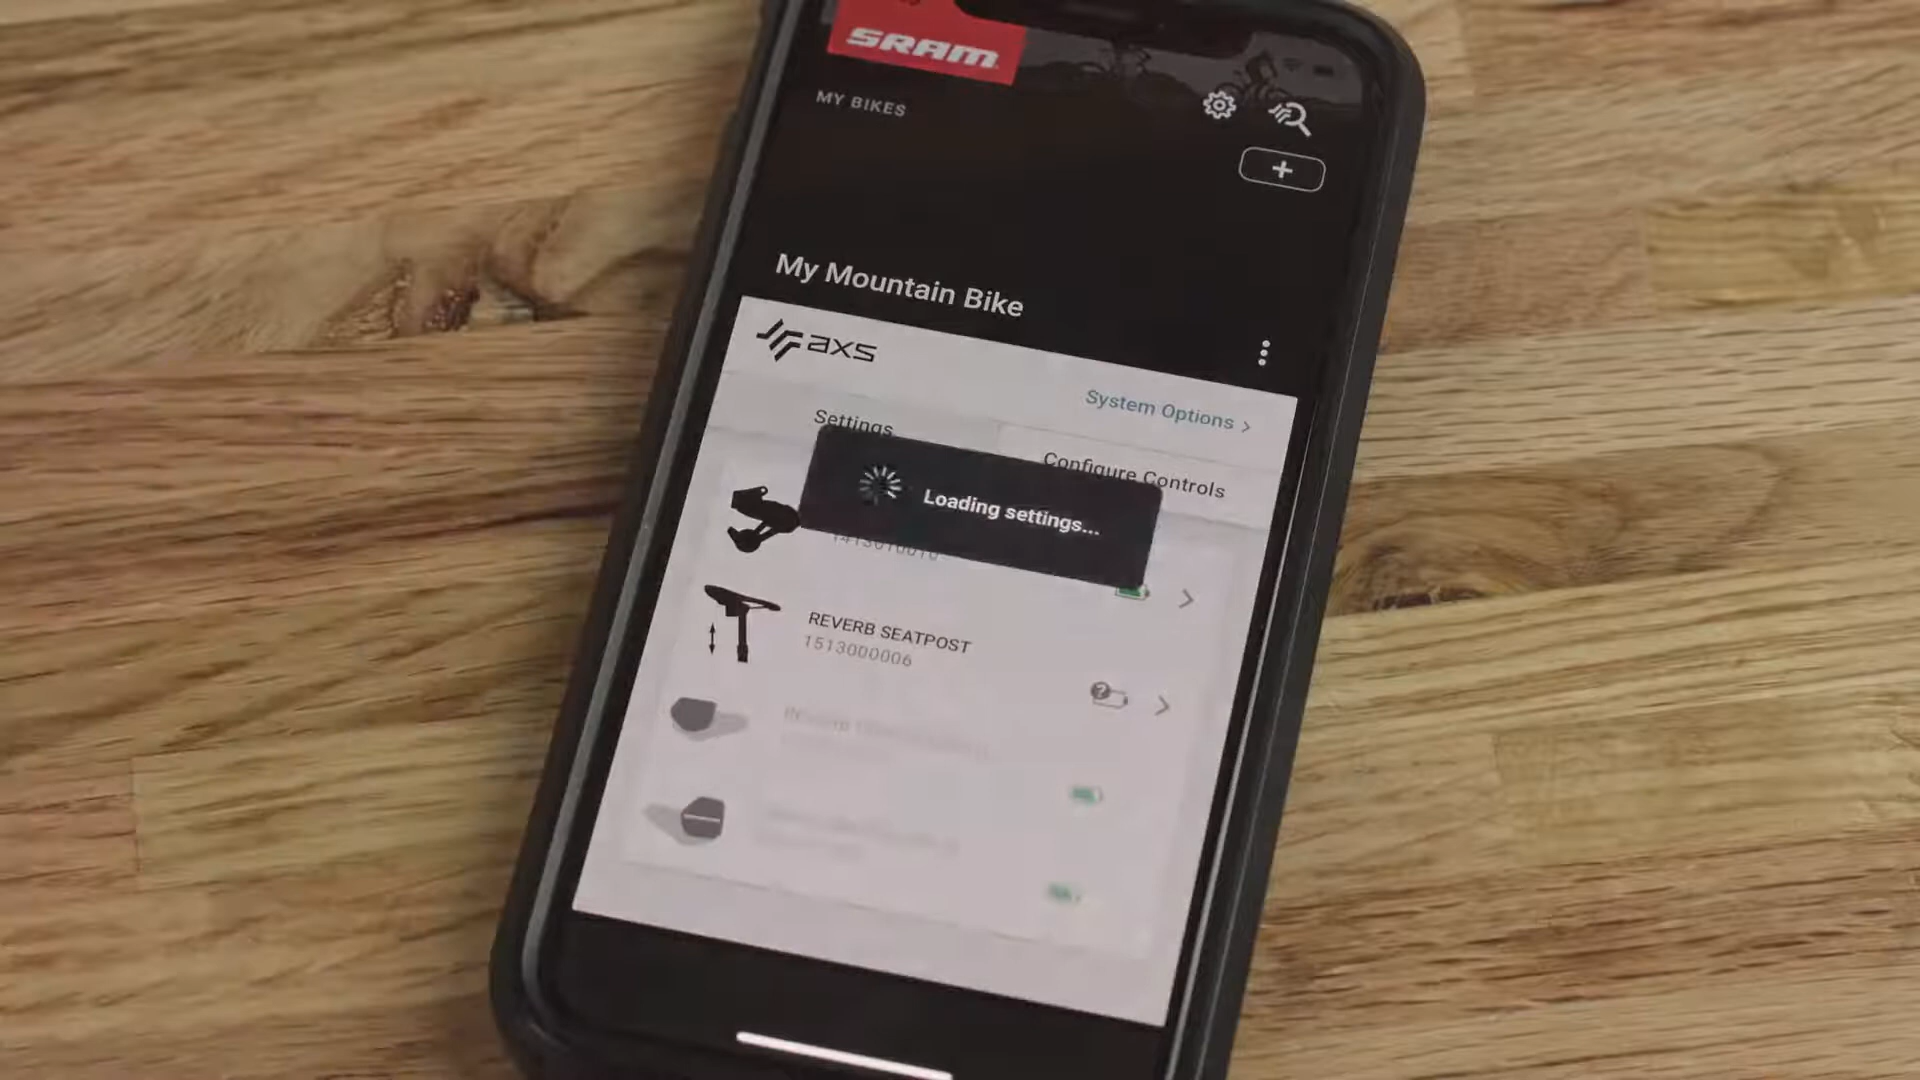 SRAM
MY BIKES
+
My Mountain Bike
axs
System Options >
Settings
Configure Controls
Loading settings...
REVERB SEATPOST
1513000006